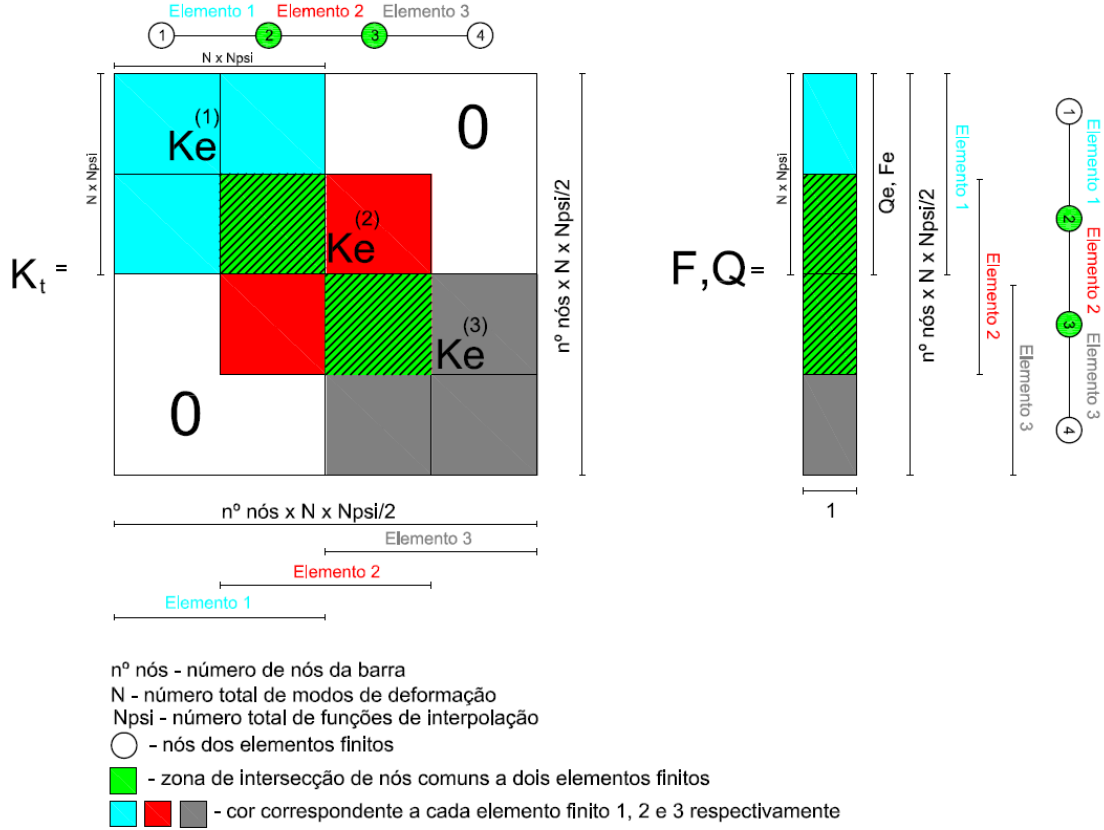 Elemento 1 Elemento 2 Elemento 3
1 2 3 4
N x Npsi
N x Npsi
Ke(1)
0
Ke(2)
Kt =
Ke(3)
0
nº nós x N x Npsi/2
nº nós x N x Npsi/2
Elemento 3
Elemento 2
Elemento 1
F,Q=
N x Npsi
Qe, Fe
nº nós x N x Npsi/2
Elemento 1
Elemento 2
Elemento 3
1
1
Elemento 1
2
Elemento 2
3
Elemento 3
4
nº nós - número de nós da barra
N - número total de modos de deformação
Npsi - número total de funções de interpolação
- nós dos elementos finitos
- zona de intersecção de nós comuns a dois elementos finitos
- cor correspondente a cada elemento finito 1, 2 e 3 respectivamente